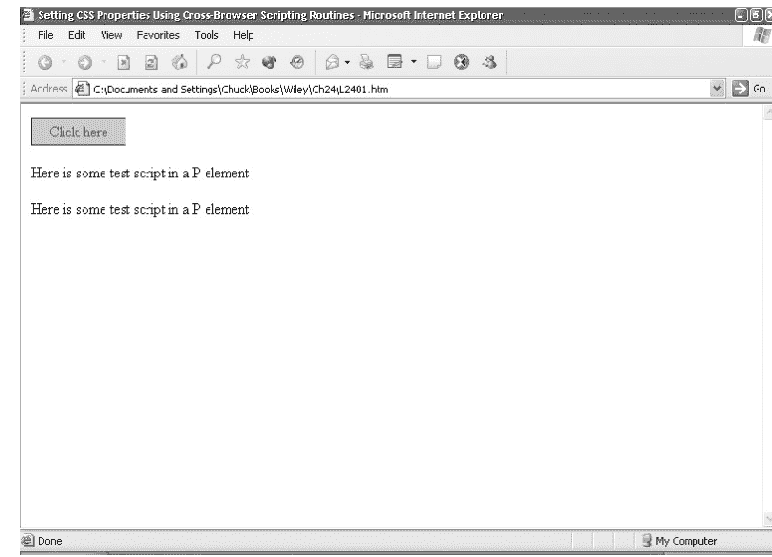 Setting CSS Properties Using Cross-Browser Scripting Routines - Microsoft Internet Explorer
File Edit View Favorites Tools Help
Address C:\Documents and Settings\Chuck\Books\Wiley\Ch24\L2401.htm Go
Click here
Here is some test script in a P element
Here is some test script in a P element
Done My Computer